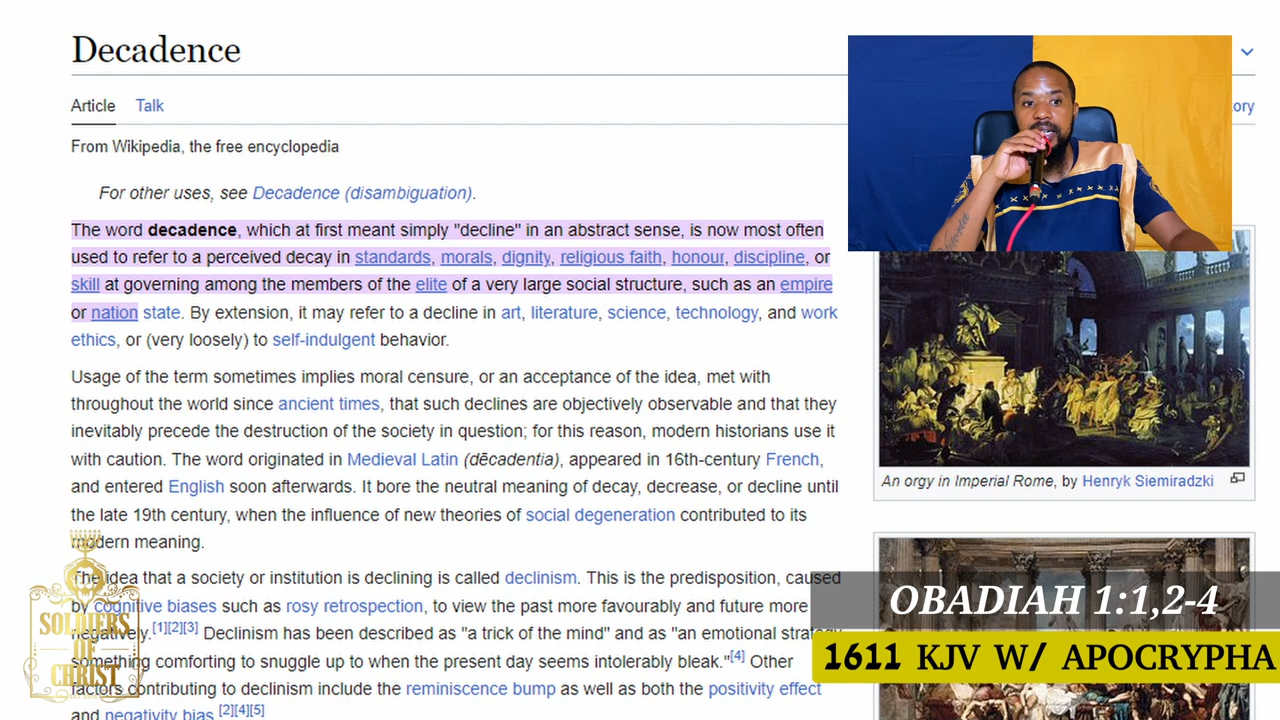 Decadence
Article Talk
ory
From Wikipedia, the free encyclopedia
For other uses, see Decadence (disambiguation).
The word decadence, which at first meant simply "decline" in an abstract sense, is now most often
used to refer to a perceived decay in standards, morals, dignity, religious faith, honour, discipline, or
skill at governing among the members of the elite of a very large social structure, such as an empire
or nation state. By extension, it may refer to a decline in art, literature, science, technology, and work
ethics, or (very loosely) to self-indulgent behavior.
Usage of the term sometimes implies moral censure, or an acceptance of the idea, met with
throughout the world since ancient times, that such declines are objectively observable and that they
inevitably precede the destruction of the society in question; for this reason, modern historians use it
with caution. The word originated in Medieval Latin (dēcadentia), appeared in 16th-century French,
and entered English soon afterwards. It bore the neutral meaning of decay, decrease, or decline until
the late 19th century, when the influence of new theories of social degeneration contributed to its
modern meaning.
The idea that a society or institution is declining is called declinism. This is the predisposition, caused
by cognitive biases such as rosy retrospection, to view the past more favourably and future more
negatively.[1][2][3] Declinism has been described as "a trick of the mind" and as "an emotional strategy,
something comforting to snuggle up to when the present day seems intolerably bleak."[4] Other
factors contributing to declinism include the reminiscence bump as well as both the positivity effect
and negativity bias.[2][4][5]
An orgy in Imperial Rome, by Henryk Siemiradzki
SOLDIERS
OF
CHRIST
OBADIAH 1:1,2-4
1611 KJV W/ APOCRYPHA